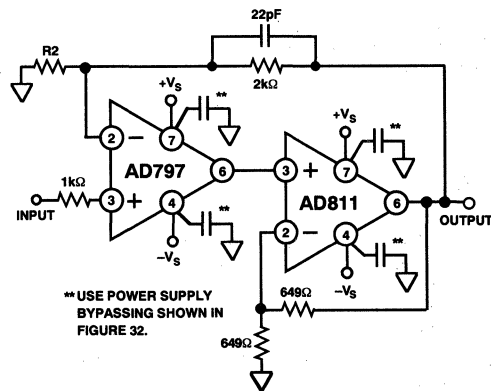 22pF
R2
2kΩ
+VS
**
+VS
**
2
−
7
AD797
6
3
+
7
AD811
6
1kΩ
INPUT
3
+
4
**
−VS
2
−
4
**
−VS
OUTPUT
649Ω
649Ω
**USE POWER SUPPLY
BYPASSING SHOWN IN
FIGURE 32.